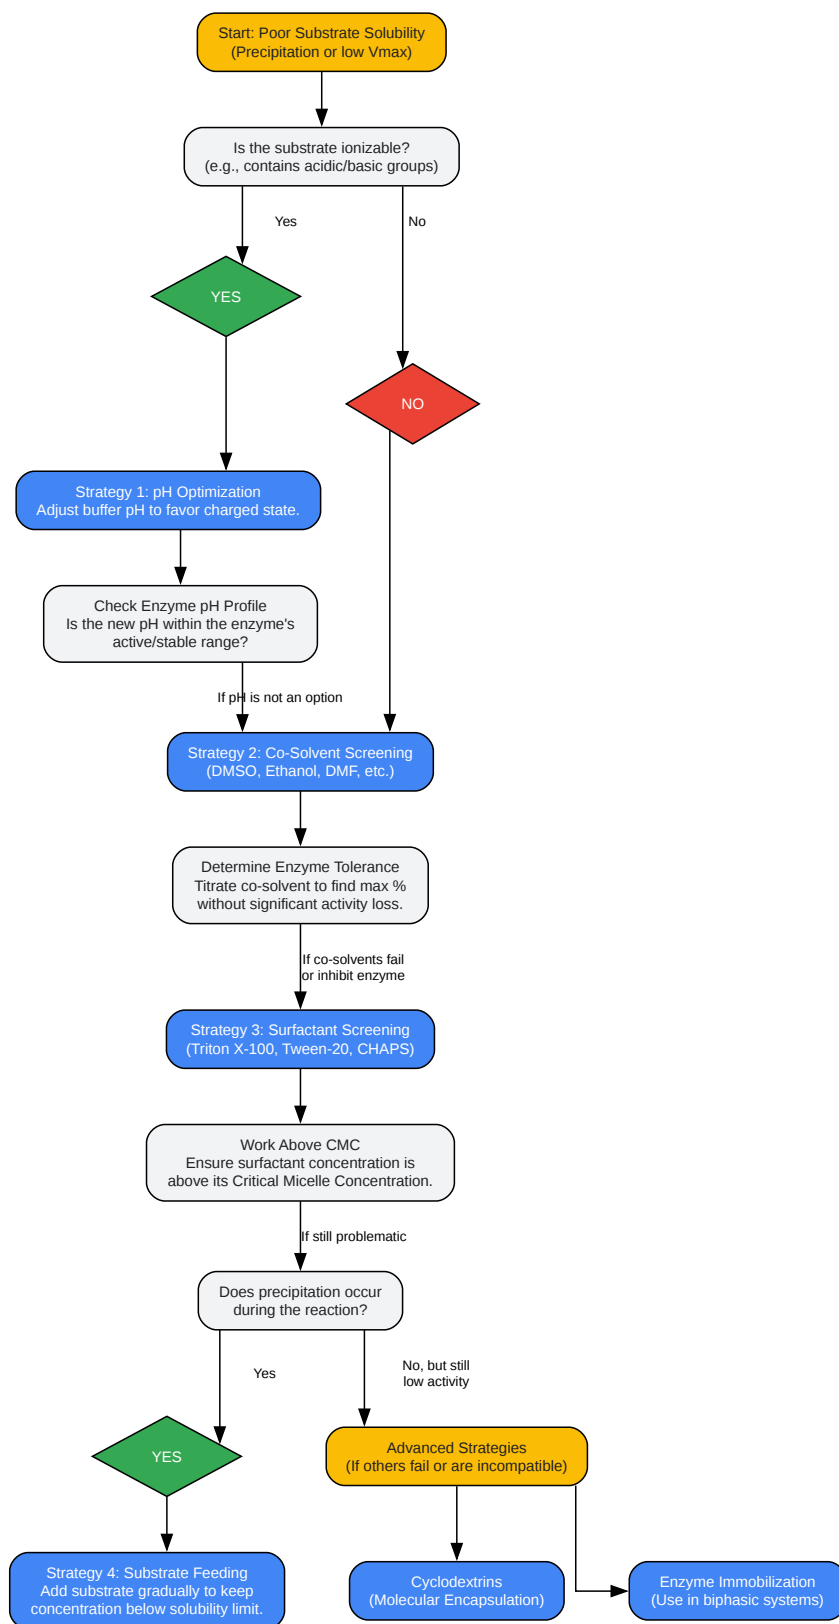 Start: Poor Substrate Solubility
(Precipitation or low Vmax)
Is the substrate ionizable?
(e.g., contains acidic/basic groups)
Yes
No
YES
NO
Strategy 1: pH Optimization
Adjust buffer pH to favor charged state.
Check Enzyme pH Profile
Is the new pH within the enzyme's
active/stable range?
If pH is not an option
Strategy 2: Co-Solvent Screening
(DMSO, Ethanol, DMF, etc.)
Determine Enzyme Tolerance
Titrate co-solvent to find max %
without significant activity loss.
If co-solvents fail
or inhibit enzyme
Strategy 3: Surfactant Screening
(Triton X-100, Tween-20, CHAPS)
Work Above CMC
Ensure surfactant concentration is
above its Critical Micelle Concentration.
If still problematic
Does precipitation occur
during the reaction?
Yes
No, but still
low activity
YES
Advanced Strategies
(If others fail or are incompatible)
Strategy 4: Substrate Feeding
Add substrate gradually to keep
concentration below solubility limit.
Cyclodextrins
(Molecular Encapsulation)
Enzyme Immobilization
(Use in biphasic systems)